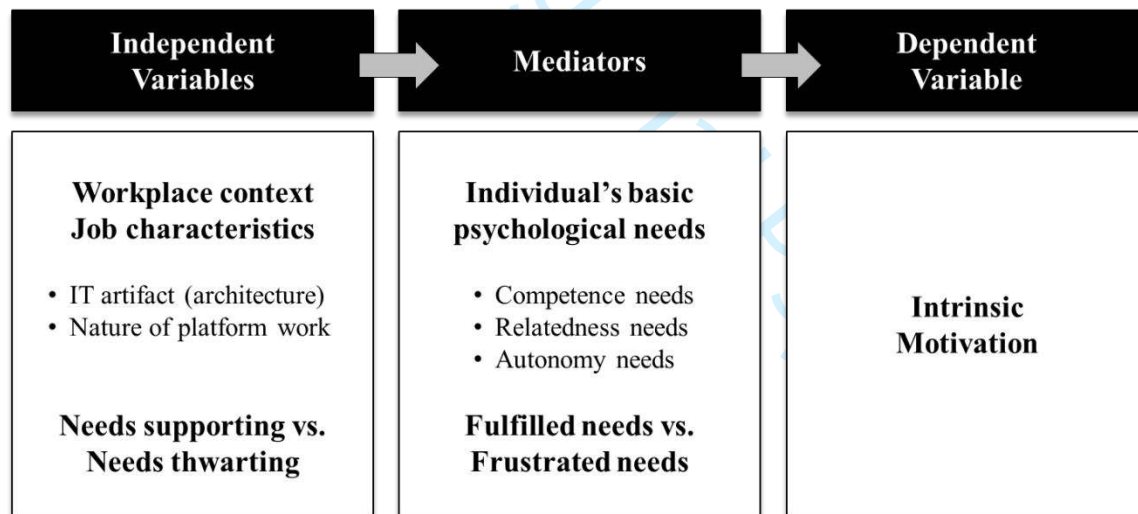 Independent
Variables
Mediators
Dependent
Variable
Workplace context
Job characteristics
• IT artifact (architecture)
• Nature of platform work
Needs supporting vs.
Needs thwarting
Individual’s basic
psychological needs
• Competence needs
• Relatedness needs
• Autonomy needs
Fulfilled needs vs.
Frustrated needs
Intrinsic
Motivation